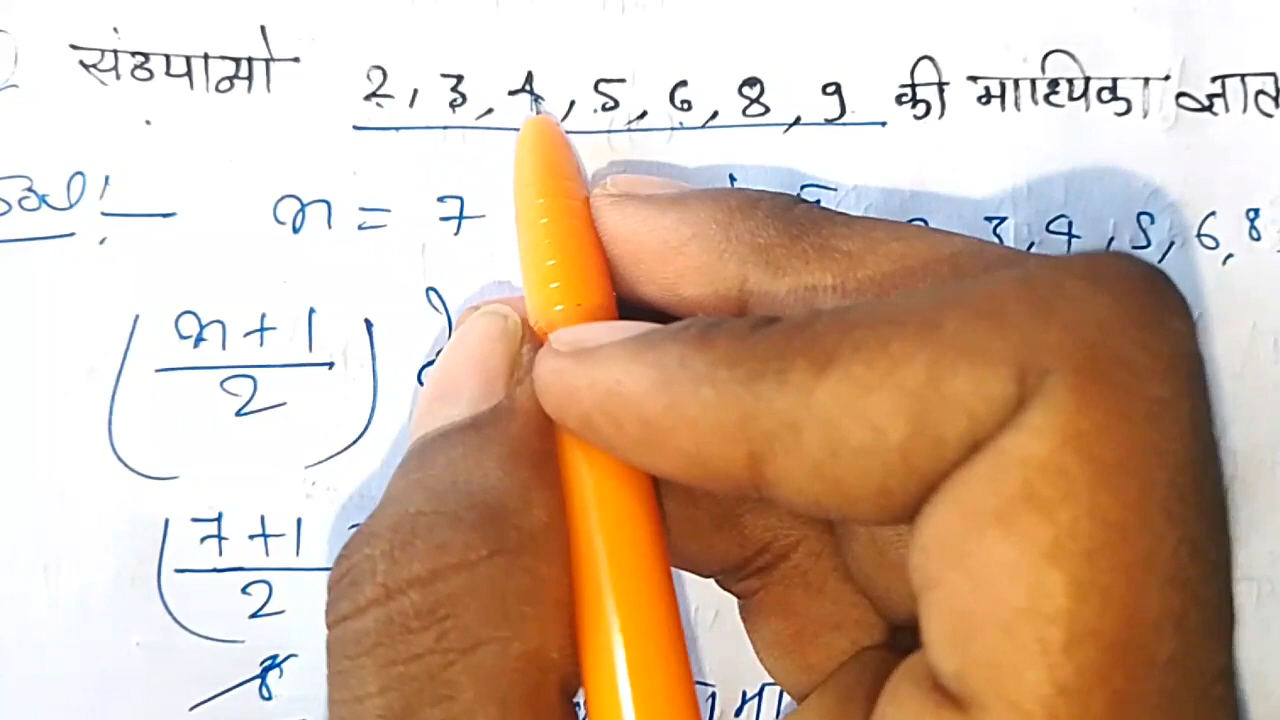 संख्याओ 2, 3, 4, 5, 6, 8, 9 की माध्यिका ज्ञात
Sol:— n = 7 3, 4, 5, 6, 8
(n+1/2)
(7+1/2
8